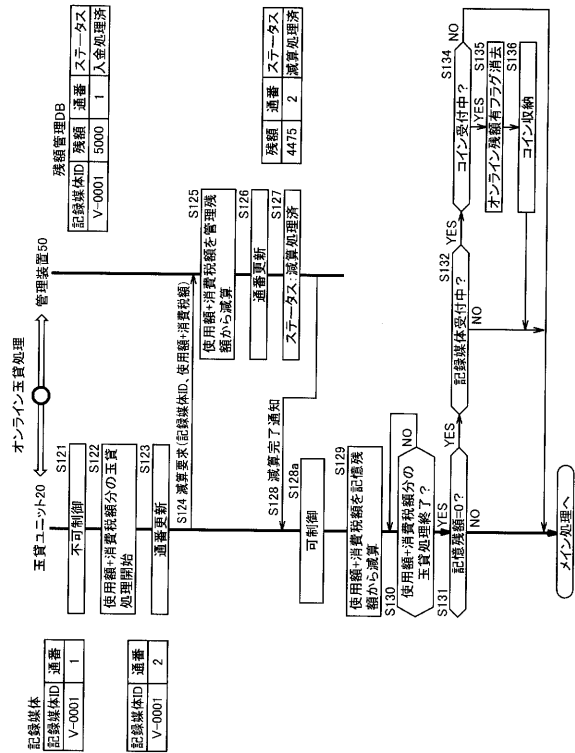 オンライン玉貸処理
玉貸ユニット20
管理装置50
記録媒体
記録媒体ID 通番
V-0001 1
記録媒体ID 通番
V-0001 2
残額管理DB
記録媒体ID 残額 通番 ステータス
V-0001 5000 1 入金処理済
残額 通番 ステータス
4475 2 減算処理済
S121
不可制御
S122
使用額+消費税額分の玉貸
処理開始
S123
通番更新
S124 減算要求(記録媒体ID、使用額+消費税額)
S125
使用額+消費税額を管理残
額から減算
S126
通番更新
S127
ステータス:減算処理済
S128 減算完了通知
S128a
可制御
S129
使用額+消費税額を記憶残
額から減算
S130
使用額+消費税額分の
玉貸処理終了?
NO
YES
S131
記憶残額=0?
YES
NO
S132
記録媒体受付中?
YES
NO
S134
コイン受付中?
NO
YES
S135
オンライン残額有フラグ消去
S136
コイン収納
メイン処理へ